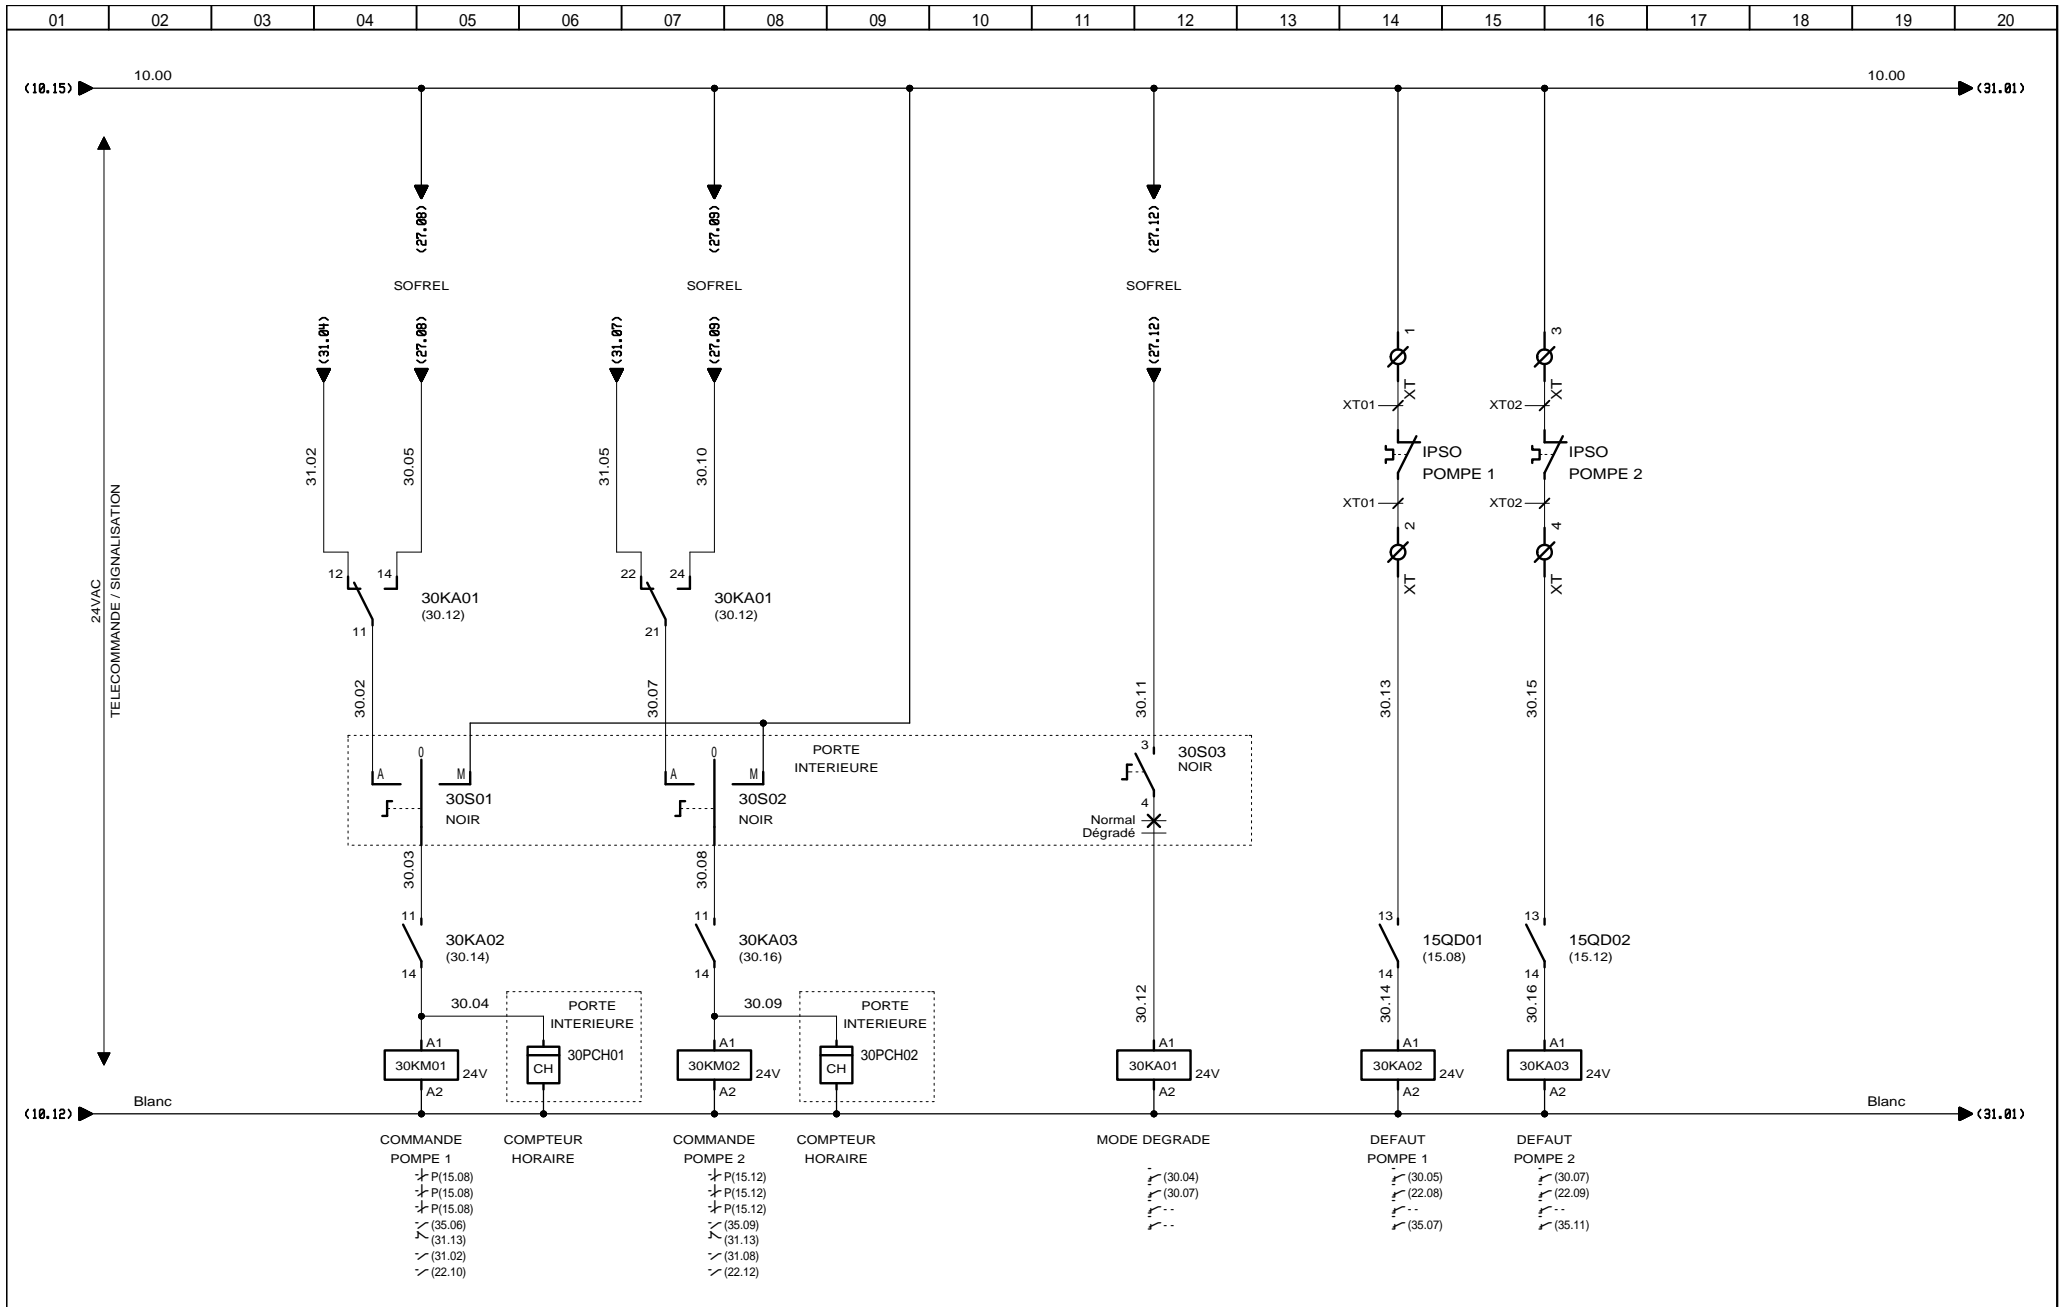 01 02 03 04 05 06 07 08 09 10 11 12 13 14 15 16 17 18 19 20
10.00 10.00
(10.15) (31.01)
24VAC
TELECOMMANDE / SIGNALISATION
(27.08) (27.09) (27.12)
SOFREL SOFREL SOFREL
(31.04) (27.08) (31.07) (27.09) (27.12)
1 3
XT XT
XT01 XT02
31.02 30.05 31.05 30.10
IPSO IPSO
POMPE 1 POMPE 2
XT01 XT02
2 4
XT XT
12 14 22 24
30KA01 30KA01
(30.12) (30.12)
11 21
30.02 30.07 30.11 30.13 30.15
0 0 PORTE 3 30S03
INTERIEURE NOIR
A M A M
30S01 30S02 4
NOIR NOIR Normal
Dégradé
30.03 30.08
11 11 13 13
30KA02 30KA03 15QD01 15QD02
(30.14) (30.16) (15.08) (15.12)
14 14 14 14
30.04 30.09 30.12 30.14 30.16
PORTE PORTE
INTERIEURE INTERIEURE
A1 A1 A1 A1 A1
30PCH01 30PCH02
30KM01 24V CH 30KM02 24V CH 30KA01 24V 30KA02 24V 30KA03 24V
A2 A2 A2 A2 A2
Blanc Blanc
(10.12) (31.01)
COMMANDE COMPTEUR COMMANDE COMPTEUR MODE DEGRADE DEFAUT DEFAUT
POMPE 1 HORAIRE POMPE 2 HORAIRE POMPE 1 POMPE 2
P(15.08) P(15.12) (30.04) (30.05) (30.07)
P(15.08) P(15.12) (30.07) (22.08) (22.09)
P(15.08) P(15.12) -- -- --
(35.06) (35.09) -- (35.07) (35.11)
(31.13) (31.13)
(31.02) (31.08)
(22.10) (22.12)